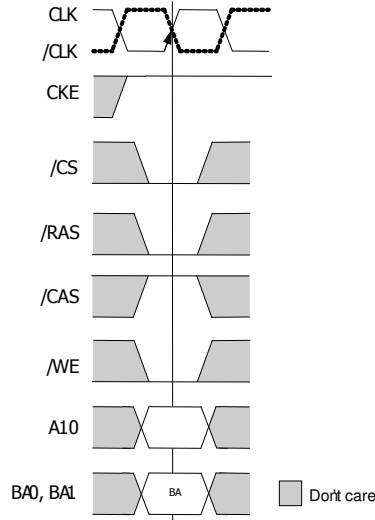 CLK
/CLK
CKE
/CS
/RAS
/CAS
/WE
A10
BA0, BA1
BA
Don't care